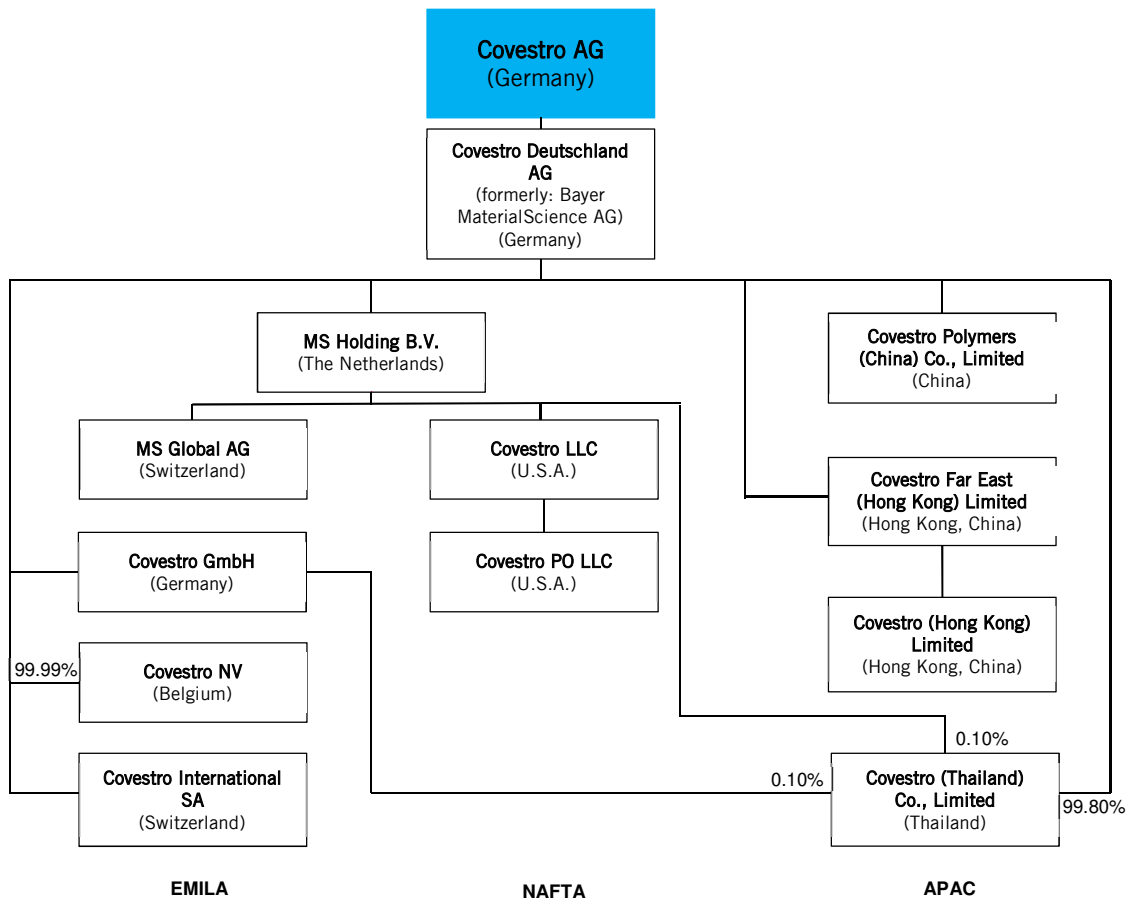 Covestro AG
(Germany)
Covestro Deutschland
AG
(formerly: Bayer
MaterialScience AG)
(Germany)
MS Holding B.V.
(The Netherlands)
Covestro Polymers
(China) Co., Limited
(China)
MS Global AG
(Switzerland)
Covestro LLC
(U.S.A.)
Covestro Far East
(Hong Kong) Limited
(Hong Kong, China)
Covestro GmbH
(Germany)
Covestro PO LLC
(U.S.A.)
Covestro (Hong Kong)
Limited
(Hong Kong, China)
99.99%
Covestro NV
(Belgium)
0.10%
Covestro International
SA
(Switzerland)
0.10%
Covestro (Thailand)
Co., Limited
(Thailand)
99.80%
EMILA
NAFTA
APAC